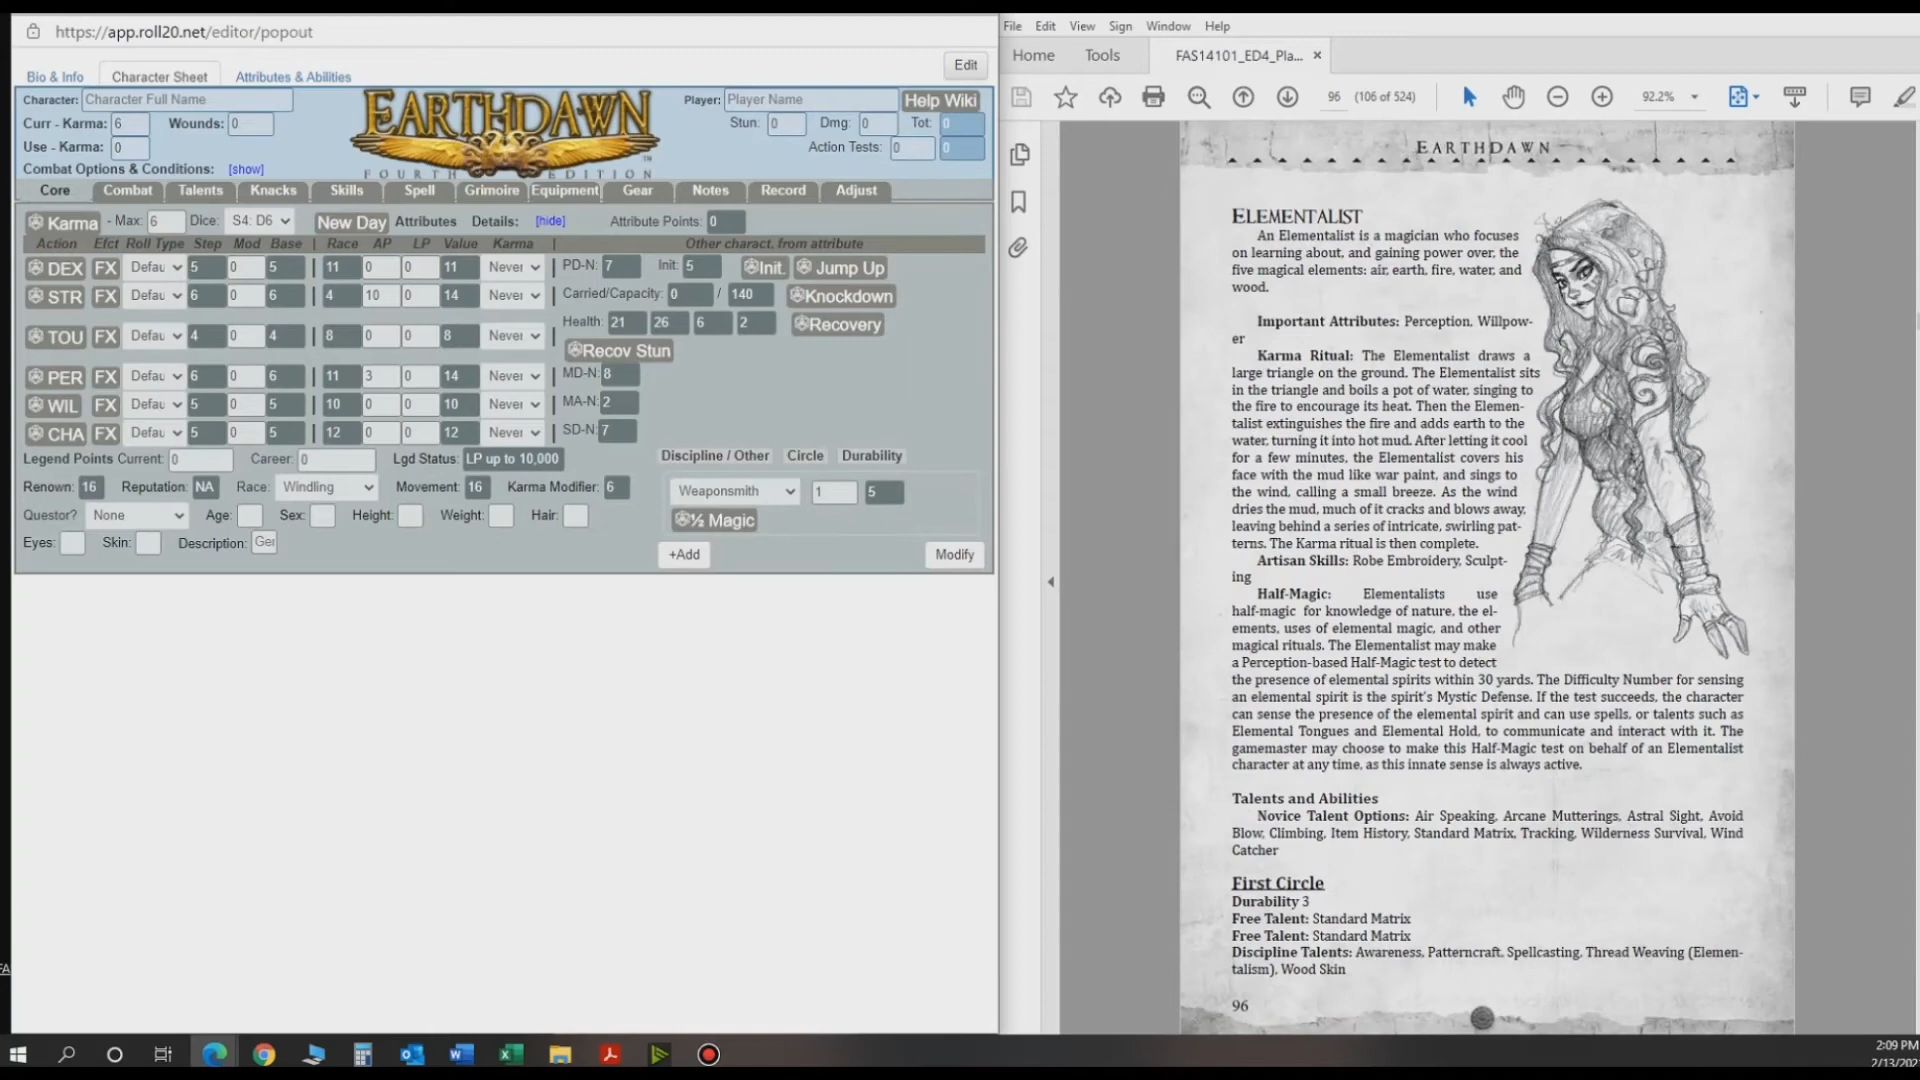 https://app.roll20.net/editor/popout
Bio & Info Character Sheet Attributes & Abilities Edit
Character: Character Full Name EARTHDAWN Player: Player Name Help Wiki
Curr - Karma: 6 Wounds: 0 Stun: 0 Dmg: 0 Tot: 0
Use - Karma: 0 Action Tests: 0 0
Combat Options & Conditions: [show] FOURTH EDITION
Core Combat Talents Knacks Skills Spell Grimoire Equipment Gear Notes Record Adjust
Karma - Max: 6 Dice: S4: D6 New Day Attributes Details: [hide] Attribute Points: 0
Action Efct Roll Type Step Mod Base | Race AP LP Value Karma | Other charact, from attribute
DEX FX Defau 5 0 5 | 11 0 0 11 Never | PD-N: 7 Init: 5 Init. Jump Up
STR FX Defau 6 0 6 | 4 10 0 14 Never | Carried/Capacity: 0 / 140 Knockdown
TOU FX Defau 4 0 4 | 8 0 0 8 Never | Health: 21 26 6 2 Recovery
Recov Stun
PER FX Defau 6 0 6 | 11 3 0 14 Never | MD-N: 8
WIL FX Defau 5 0 5 | 10 0 0 10 Never | MA-N: 2
CHA FX Defau 5 0 5 | 12 0 0 12 Never | SD-N: 7
Legend Points Current: 0 Career: 0 Lgd Status: LP up to 10,000 Discipline / Other Circle Durability
Renown: 16 Reputation: NA Race: Windling Movement: 16 Karma Modifier: 6 Weaponsmith 1 5
Questor? None Age: Sex: Height: Weight: Hair: ½ Magic
Eyes: Skin: Description: Ger
+Add Modify
File Edit View Sign Window Help
Home Tools FAS14101_ED4_Pla... ×
96 (106 of 524) 92.2%
EARTHDAWN
ELEMENTALIST
An Elementalist is a magician who focuses
on learning about, and gaining power over, the
five magical elements: air, earth, fire, water, and
wood.
Important Attributes: Perception, Willpow-
er
Karma Ritual: The Elementalist draws a
large triangle on the ground. The Elementalist sits
in the triangle and boils a pot of water, singing to
the fire to encourage its heat. Then the Elemen-
talist extinguishes the fire and adds earth to the
water, turning it into hot mud. After letting it cool
for a few minutes, the Elementalist covers his
face with the mud like war paint, and sings to
the wind, calling a small breeze. As the wind
dries the mud, much of it cracks and blows away,
leaving behind a series of intricate, swirling pat-
terns. The Karma ritual is then complete.
Artisan Skills: Robe Embroidery, Sculpt-
ing
Half-Magic: Elementalists use
half-magic for knowledge of nature, the el-
ements, uses of elemental magic, and other
magical rituals. The Elementalist may make
a Perception-based Half-Magic test to detect
the presence of elemental spirits within 30 yards. The Difficulty Number for sensing
an elemental spirit is the spirit's Mystic Defense. If the test succeeds, the character
can sense the presence of the elemental spirit and can use spells, or talents such as
Elemental Tongues and Elemental Hold, to communicate and interact with it. The
gamemaster may choose to make this Half-Magic test on behalf of an Elementalist
character at any time, as this innate sense is always active.
Talents and Abilities
Novice Talent Options: Air Speaking, Arcane Mutterings, Astral Sight, Avoid
Blow, Climbing, Item History, Standard Matrix, Tracking, Wilderness Survival, Wind
Catcher
First Circle
Durability 3
Free Talent: Standard Matrix
Free Talent: Standard Matrix
Discipline Talents: Awareness, Patterncraft, Spellcasting, Thread Weaving (Elemen-
talism), Wood Skin
96
FA
2:09 PM
2/13/202